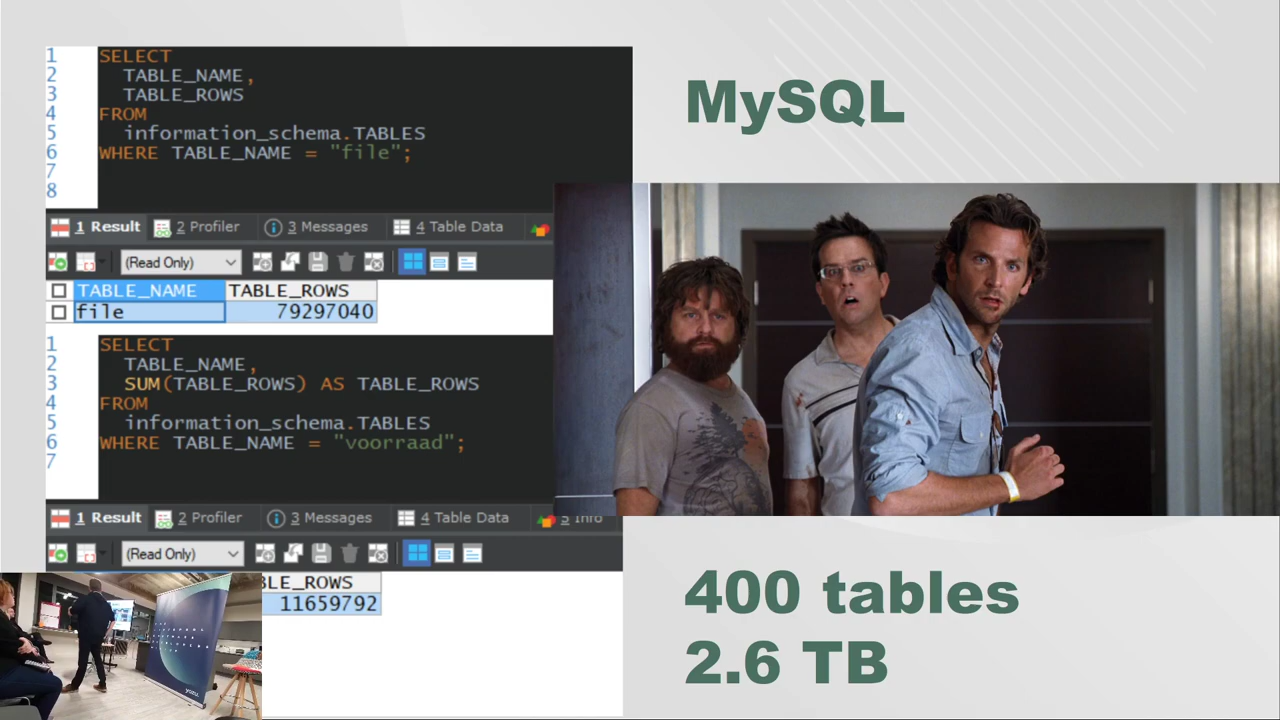 1 SELECT
2 TABLE_NAME,
3 TABLE_ROWS
4 FROM
5 information_schema.TABLES
6 WHERE TABLE_NAME = "file";
7
8
1 Result 2 Profiler 3 Messages 4 Table Data
(Read Only)
TABLE_NAME TABLE_ROWS
file 79297040
1 SELECT
2 TABLE_NAME,
3 SUM(TABLE_ROWS) AS TABLE_ROWS
4 FROM
5 information_schema.TABLES
6 WHERE TABLE_NAME = "voorraad";
7
1 Result 2 Profiler 3 Messages 4 Table Data 5 Info
(Read Only)
BLE_ROWS
11659792
MySQL
400 tables
2.6 TB